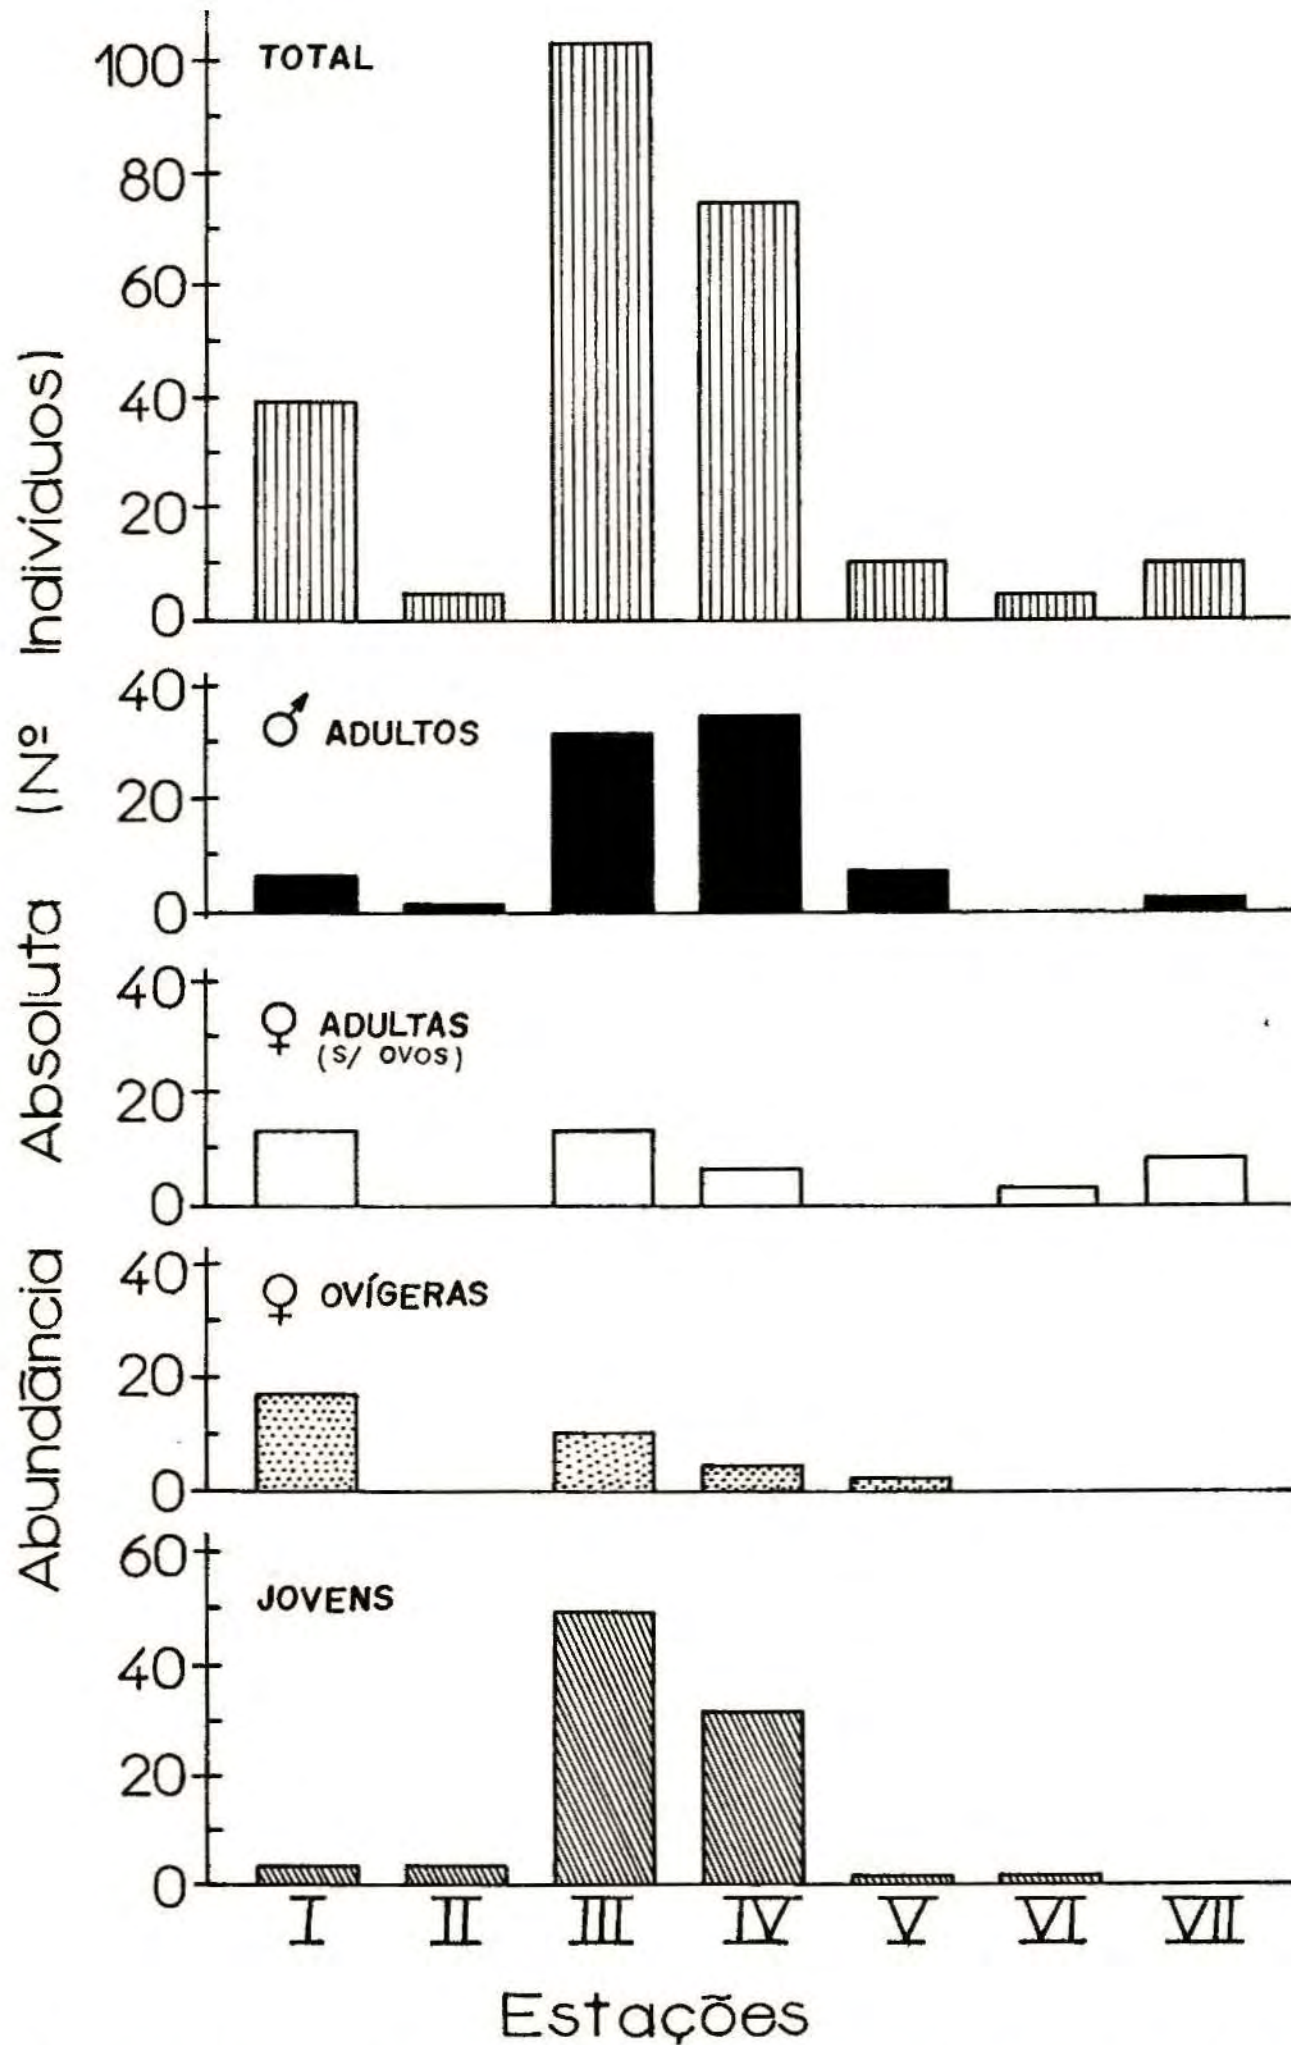 Abundância Absoluta (Nº Indivíduos)
TOTAL
100
80
60
40
20
0
♂ ADULTOS
40
20
0
♀ ADULTAS
(S/ OVOS)
40
20
0
♀ OVÍGERAS
40
20
0
JOVENS
60
40
20
0
I II III IV V VI VII
Estações